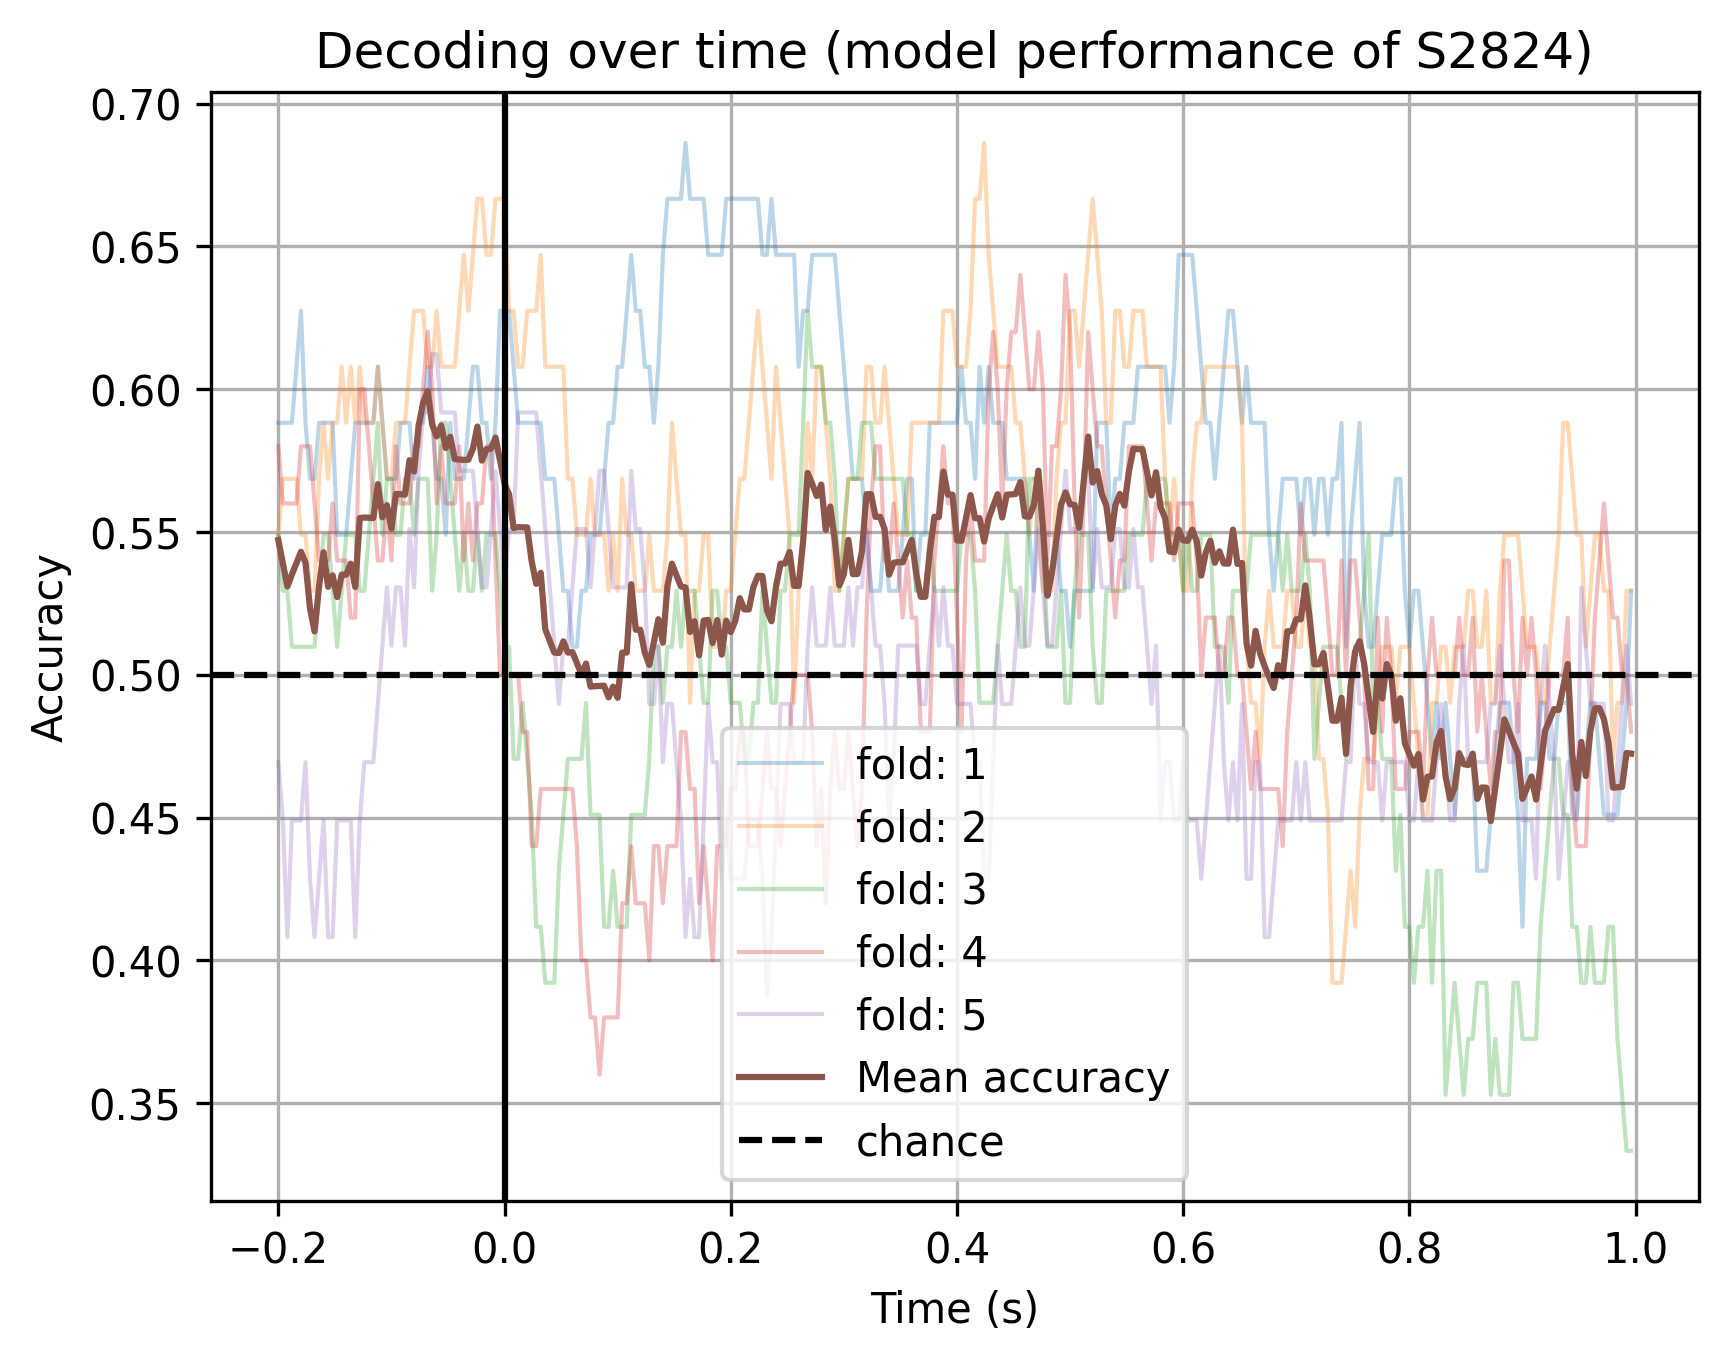 Decoding over time (model performance of S2824)
Accuracy
0.70
0.65
0.60
0.55
0.50
0.45
0.40
0.35
fold: 1
fold: 2
fold: 3
fold: 4
fold: 5
Mean accuracy
chance
−0.2 0.0 0.2 0.4 0.6 0.8 1.0
Time (s)